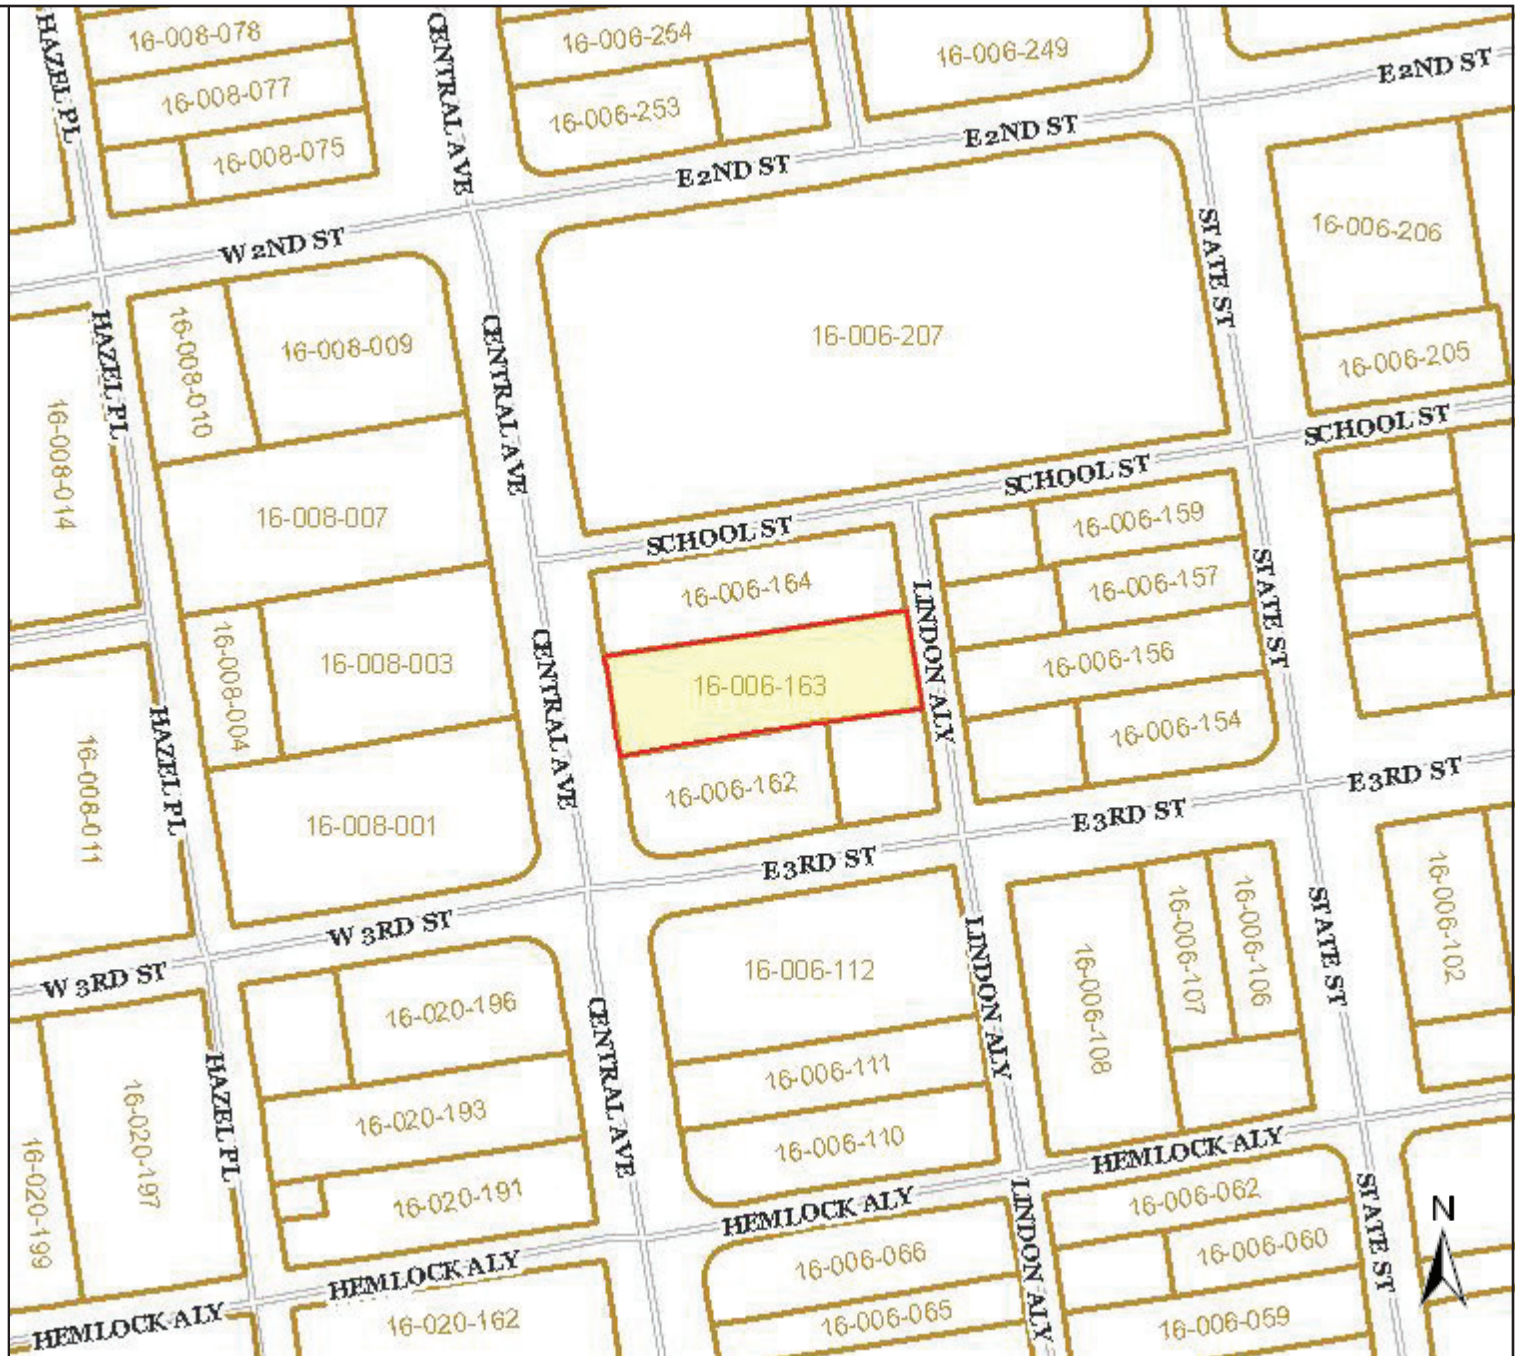 HAZEL PL
16-008-078
CENTRAL AVE
16-006-254
16-006-249
E 2ND ST
16-008-077
16-006-253
16-008-075
E 2ND ST
E 2ND ST
W 2ND ST
STATE ST
16-006-206
HAZEL PL
16-008-010
16-008-009
CENTRAL AVE
16-006-207
16-006-205
16-008-014
SCHOOL ST
SCHOOL ST
16-008-007
SCHOOL ST
16-006-159
16-006-164
16-006-157
STATE ST
LINDON ALY
16-008-004
16-008-003
CENTRAL AVE
16-006-163
16-006-156
HAZEL PL
16-006-154
16-008-011
16-006-162
E 3RD ST
E 3RD ST
16-008-001
E 3RD ST
W 3RD ST
W 3RD ST
16-006-112
LINDON ALY
16-006-108
16-006-107
16-006-106
STATE ST
16-006-102
16-020-196
CENTRAL AVE
16-006-111
HAZEL PL
16-020-193
16-006-110
HEMLOCK ALY
16-020-199
16-020-197
16-020-191
HEMLOCK ALY
16-006-062
LINDON ALY
STATE ST
N
16-006-066
16-006-060
HEMLOCK ALY
HEMLOCK ALY
16-020-162
16-006-065
16-006-059